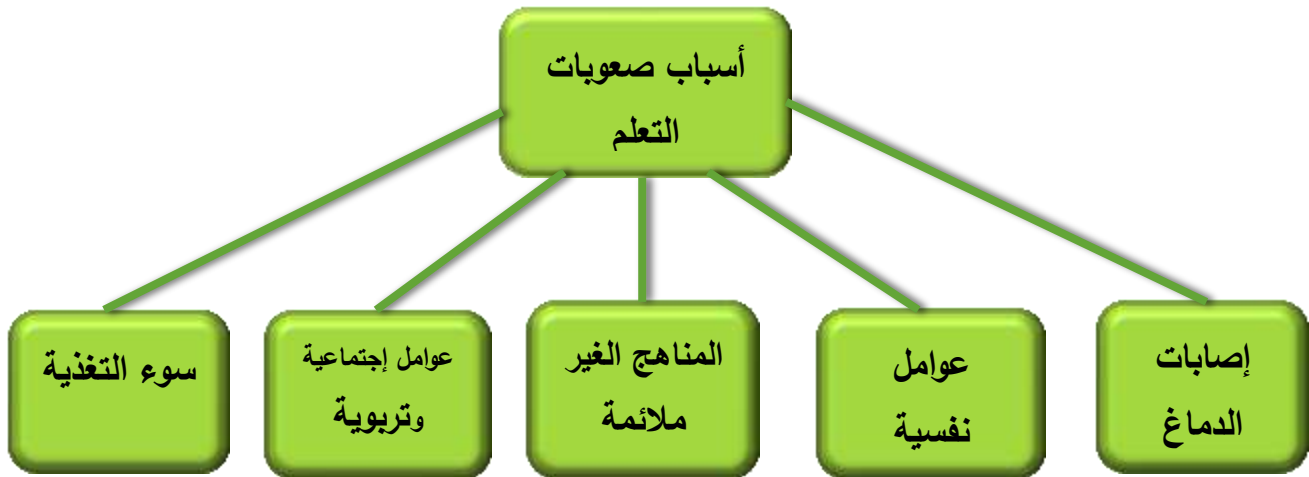 أسباب صعوبات
التعلم
إصابات
الدماغ
عوامل
نفسية
المناهج الغير
ملائمة
عوامل إجتماعية
وتربوية
سوء التغذية